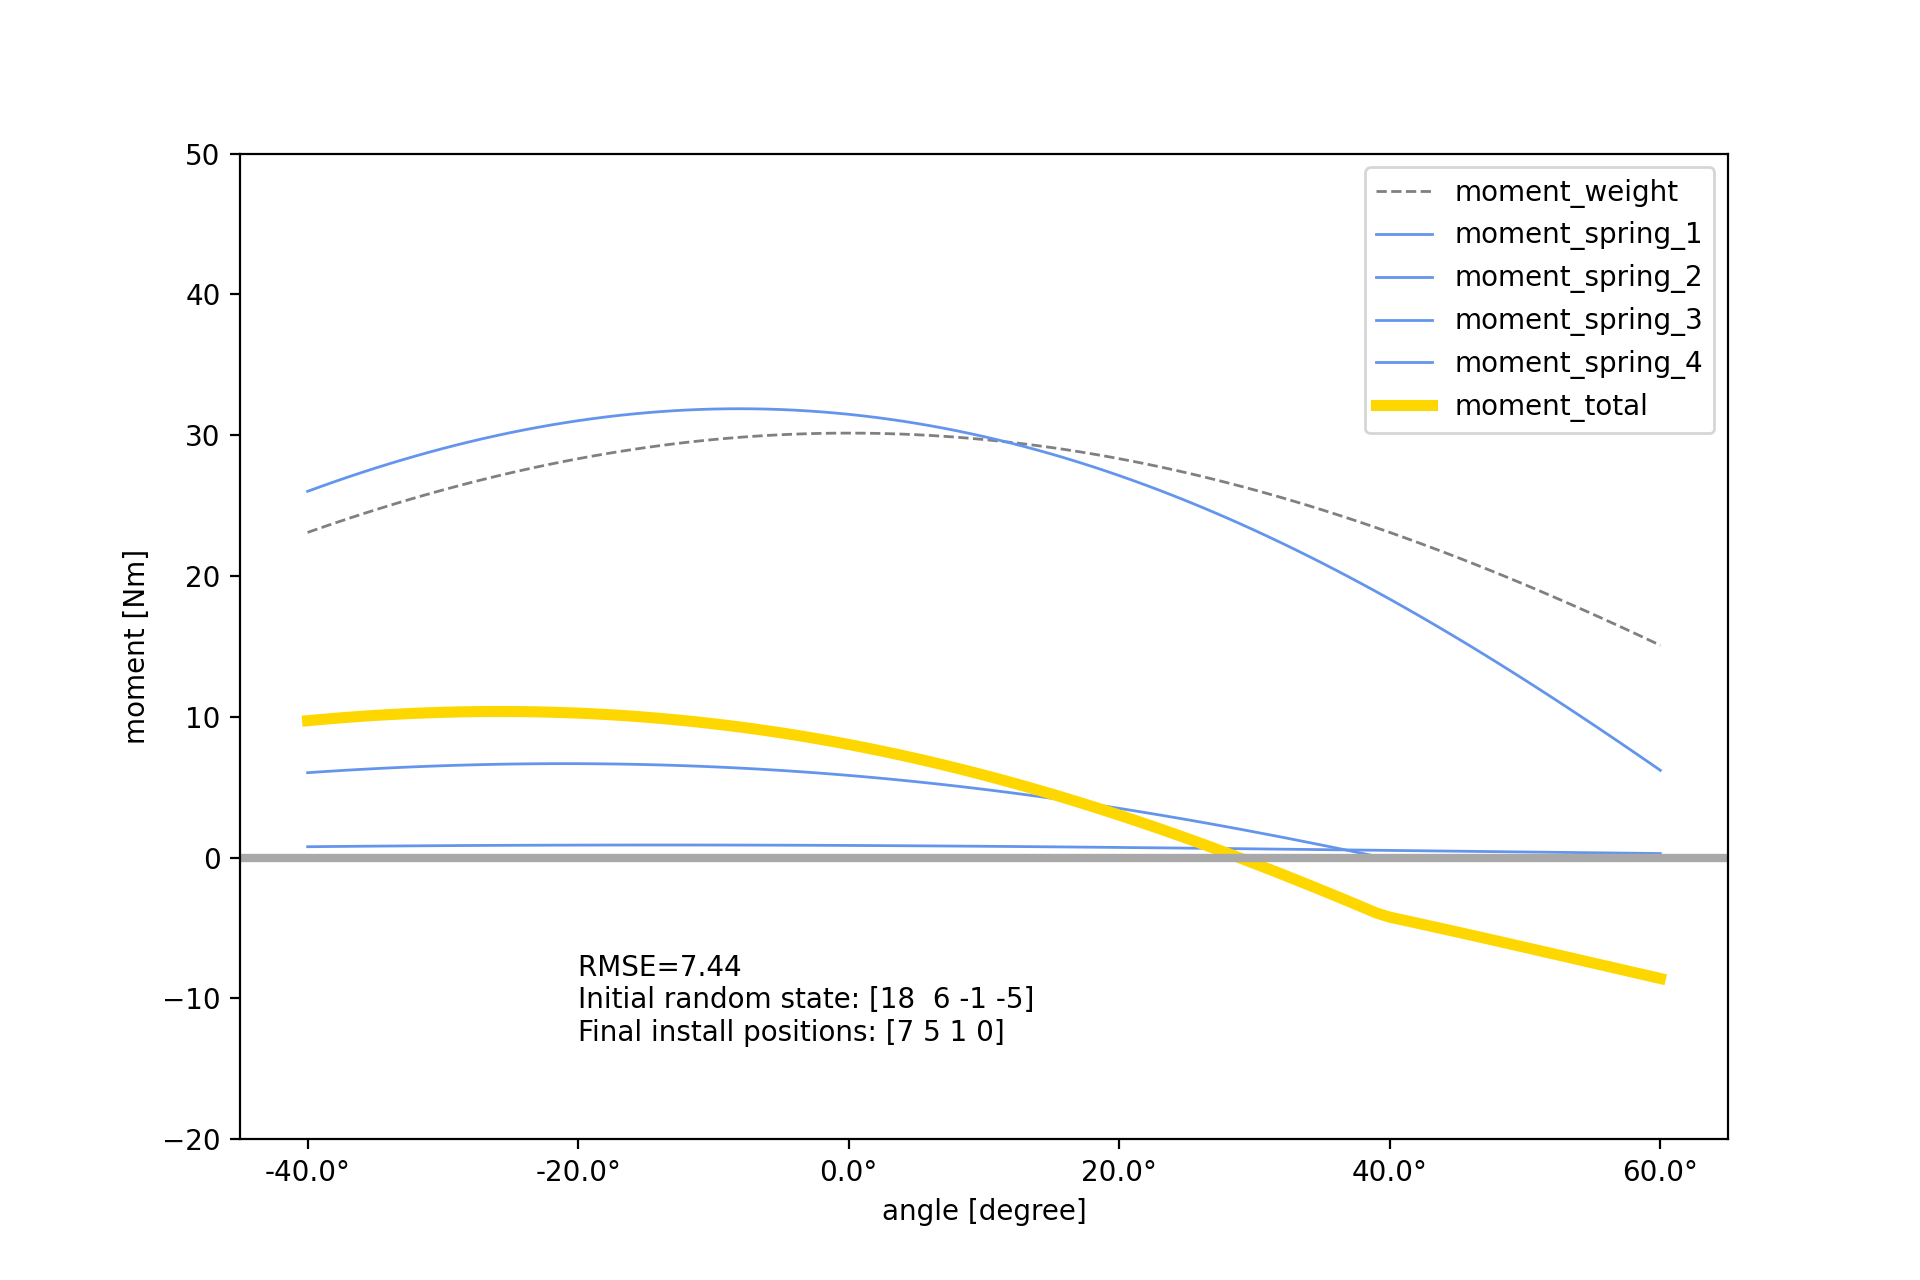 50
40
30
20
10
0
−10
−20
moment [Nm]
moment_weight
moment_spring_1
moment_spring_2
moment_spring_3
moment_spring_4
moment_total
RMSE=7.44
Initial random state: [18  6 -1 -5]
Final install positions: [7 5 1 0]
-40.0° -20.0° 0.0° 20.0° 40.0° 60.0°
angle [degree]